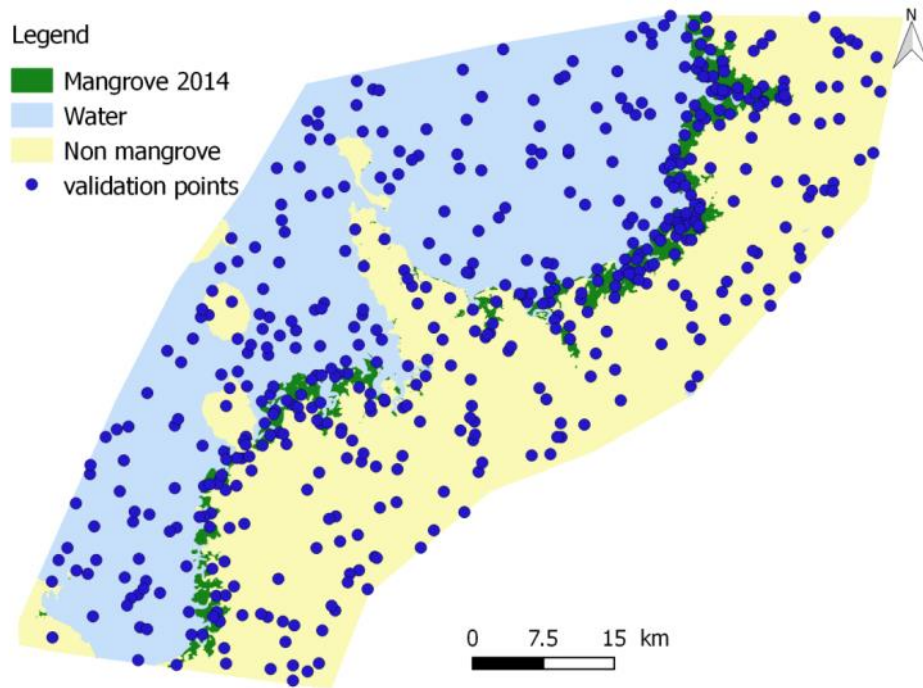 N
Legend
Mangrove 2014
Water
Non mangrove
validation points
0 7.5 15 km